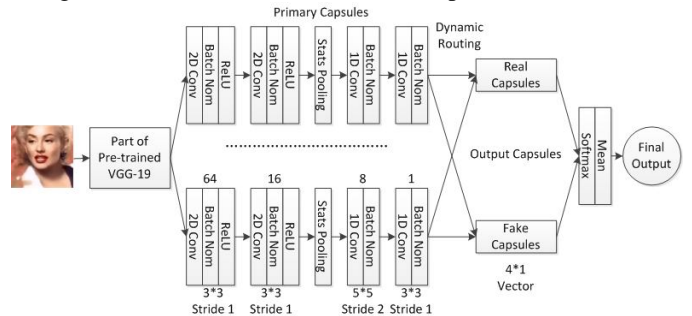 Primary Capsules
Dynamic
Routing
2D Conv
Batch Nom
ReLU
2D Conv
Batch Nom
ReLU
Stats Pooling
1D Conv
Batch Nom
1D Conv
Batch Nom
Real
Capsules
Part of
Pre-trained
VGG-19
Output Capsules
Softmax
Mean
Final
Output
64
16
8
1
2D Conv
Batch Nom
ReLU
2D Conv
Batch Nom
ReLU
Stats Pooling
1D Conv
Batch Nom
1D Conv
Batch Nom
Fake
Capsules
3*3
Stride 1
3*3
Stride 1
5*5
Stride 2
3*3
Stride 1
4*1
Vector